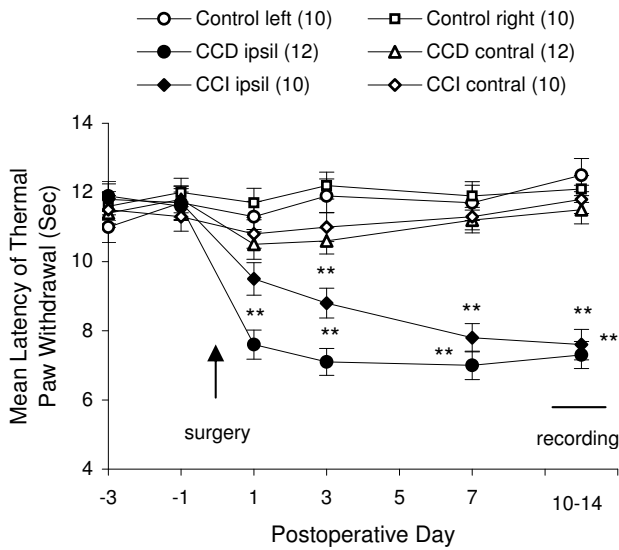 Control left (10) Control right (10)
CCD ipsil (12) CCD contral (12)
CCI ipsil (10) CCI contral (10)
Mean Latency of Thermal
Paw Withdrawal (Sec)
14
12
10
8
6
4
**
**
**
**
**
**
**
surgery
recording
-3 -1 1 3 5 7 10-14
Postoperative Day